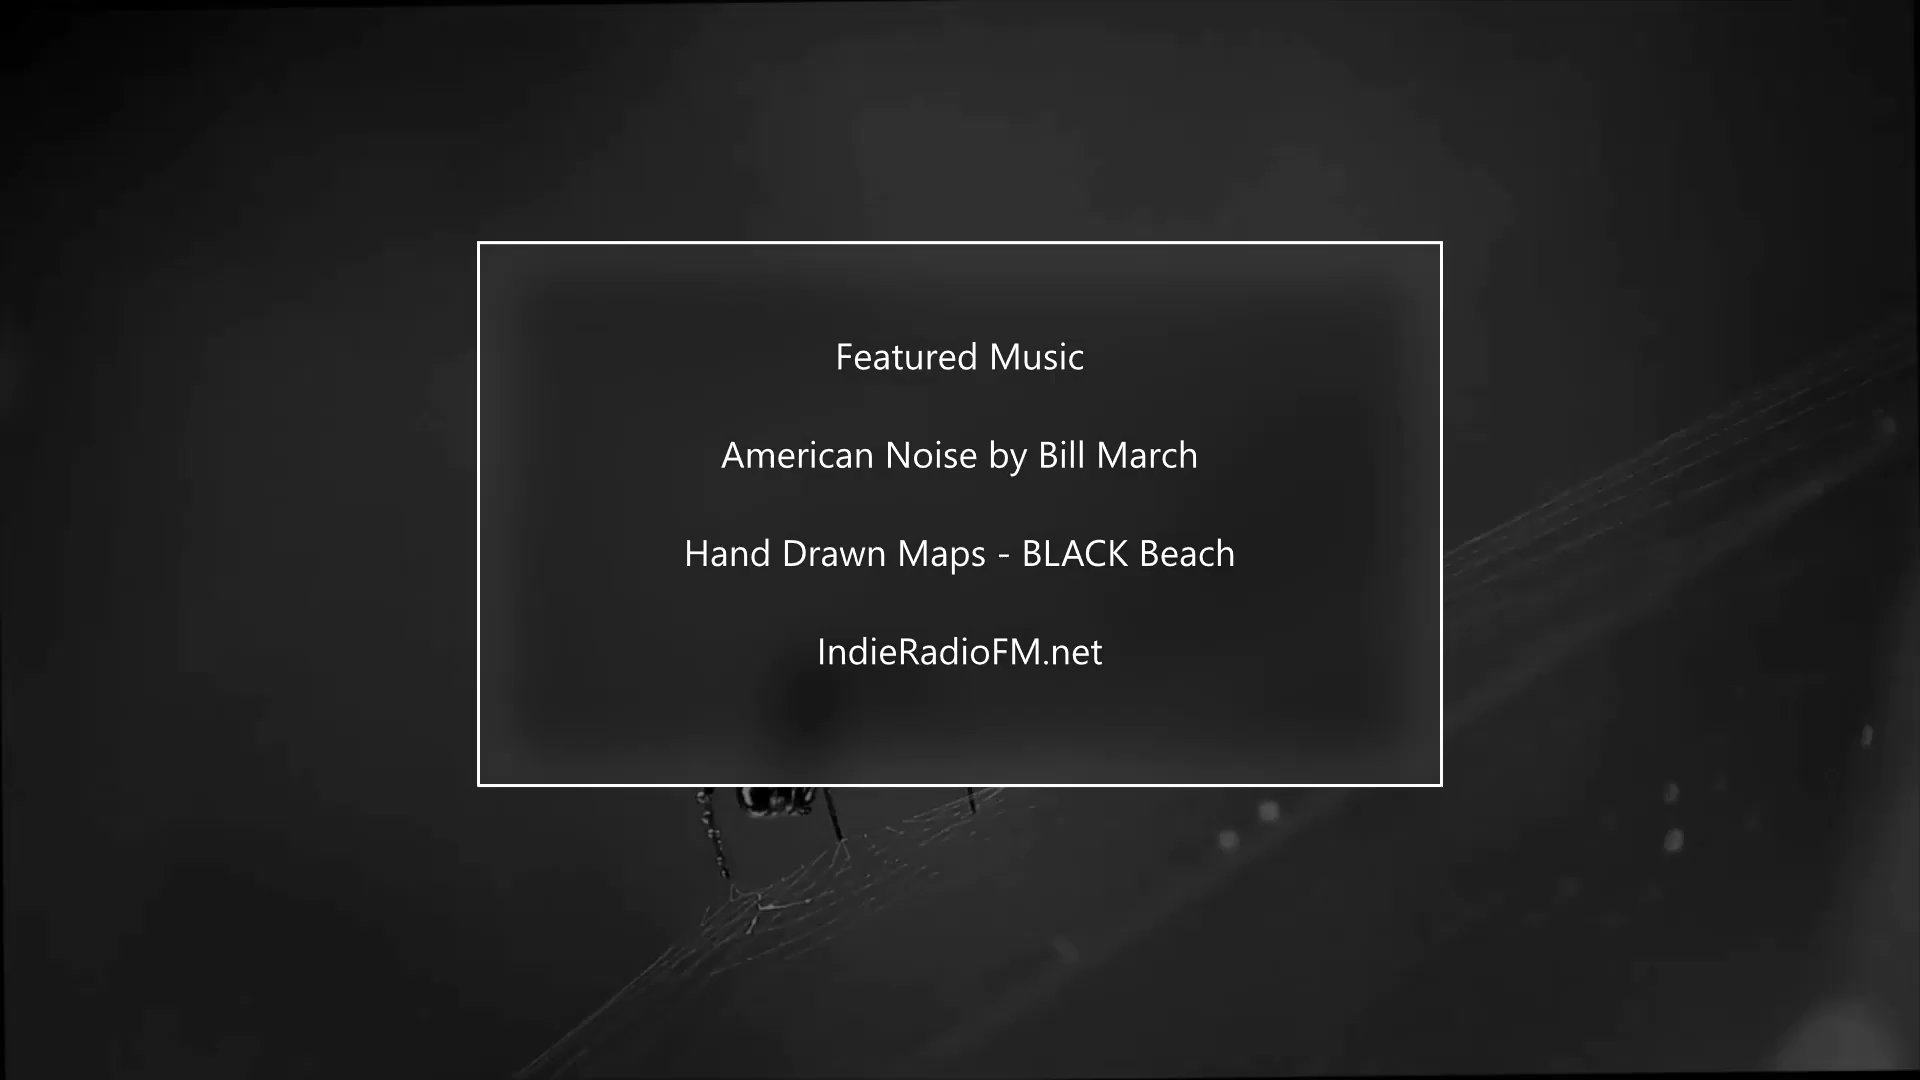 Featured Music
American Noise by Bill March
Hand Drawn Maps - BLACK Beach
IndieRadioFM.net